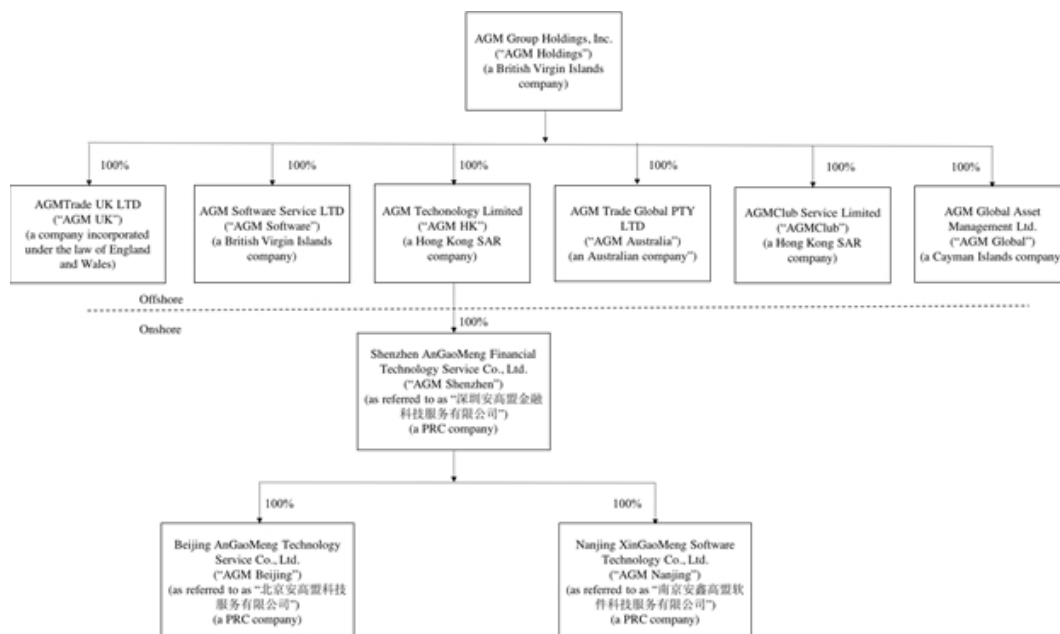 AGM Group Holdings, Inc.
(“AGM Holdings”)
(a British Virgin Islands
company)
100%
100%
100%
100%
100%
100%
AGMTrade UK LTD
(“AGM UK”)
(a company incorporated
under the law of England
and Wales)
AGM Software Service LTD
(“AGM Software”)
(a British Virgin Islands
company)
AGM Techonology Limited
(“AGM HK”)
(a Hong Kong SAR
company)
AGM Trade Global PTY
LTD
(“AGM Australia”)
(an Australian company”)
AGMClub Service Limited
(“AGMClub”)
(a Hong Kong SAR
company)
AGM Global Asset
Management Ltd.
(“AGM Global”)
(a Cayman Islands company)
Offshore
Onshore
100%
Shenzhen AnGaoMeng Financial
Technology Service Co., Ltd.
(“AGM Shenzhen”)
(as referred to as “深圳安高盟金融
科技服务有限公司”)
(a PRC company)
100%
100%
Beijing AnGaoMeng Technology
Service Co., Ltd.
(“AGM Beijing”)
(as referred to as “北京安高盟科技
服务有限公司”)
(a PRC company)
Nanjing XinGaoMeng Software
Technology Co., Ltd.
(“AGM Nanjing”)
(as referred to as “南京安鑫高盟软
件科技服务有限公司”)
(a PRC company)